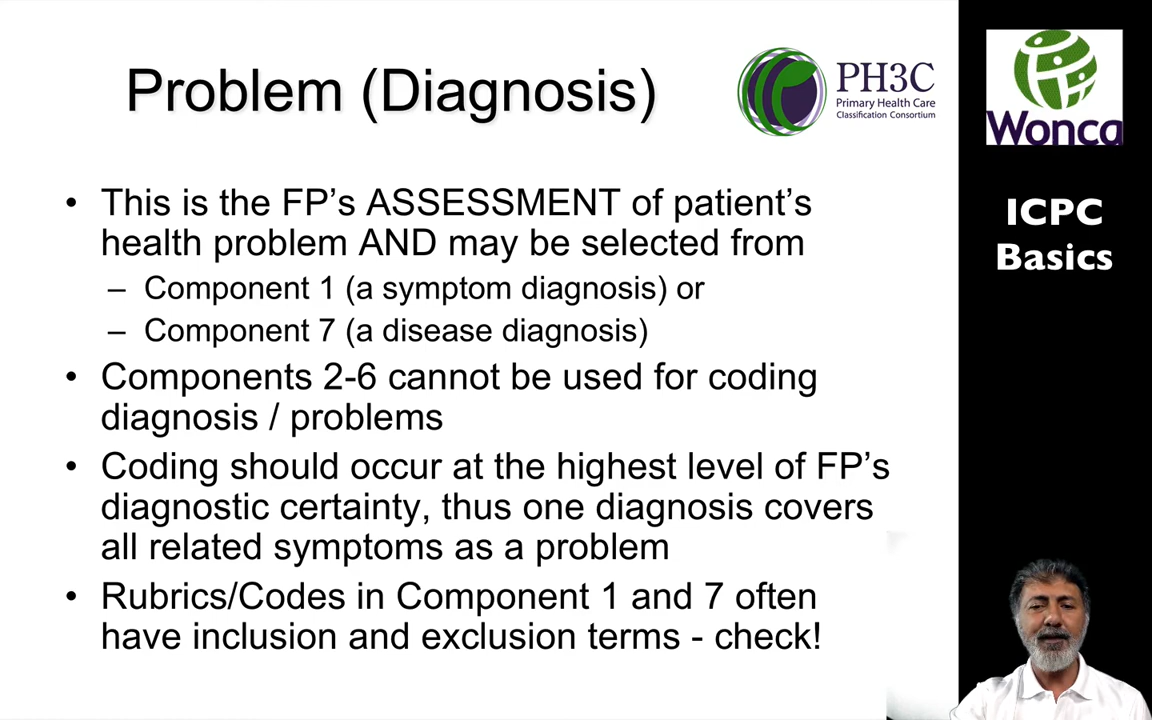 Problem (Diagnosis)
PH3C
Primary Health Care
Classification Consortium
Wonca
ICPC
Basics
• This is the FP’s ASSESSMENT of patient’s
health problem AND may be selected from
– Component 1 (a symptom diagnosis) or
– Component 7 (a disease diagnosis)
• Components 2-6 cannot be used for coding
diagnosis / problems
• Coding should occur at the highest level of FP’s
diagnostic certainty, thus one diagnosis covers
all related symptoms as a problem
• Rubrics/Codes in Component 1 and 7 often
have inclusion and exclusion terms - check!